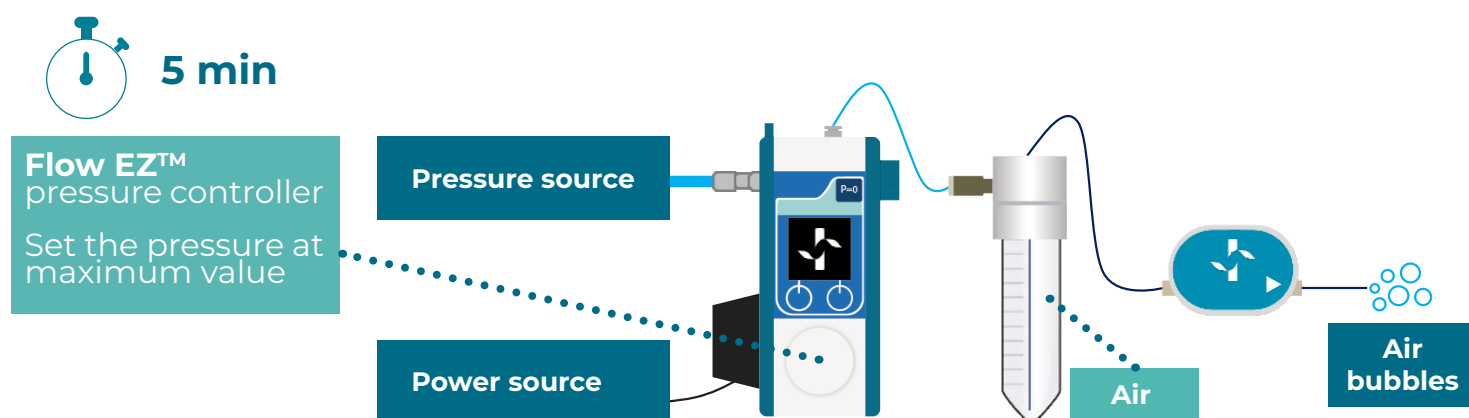 5 min
Flow EZ™
pressure controller
Set the pressure at
maximum value
Pressure source
P=0
Power source
Air
Air
bubbles